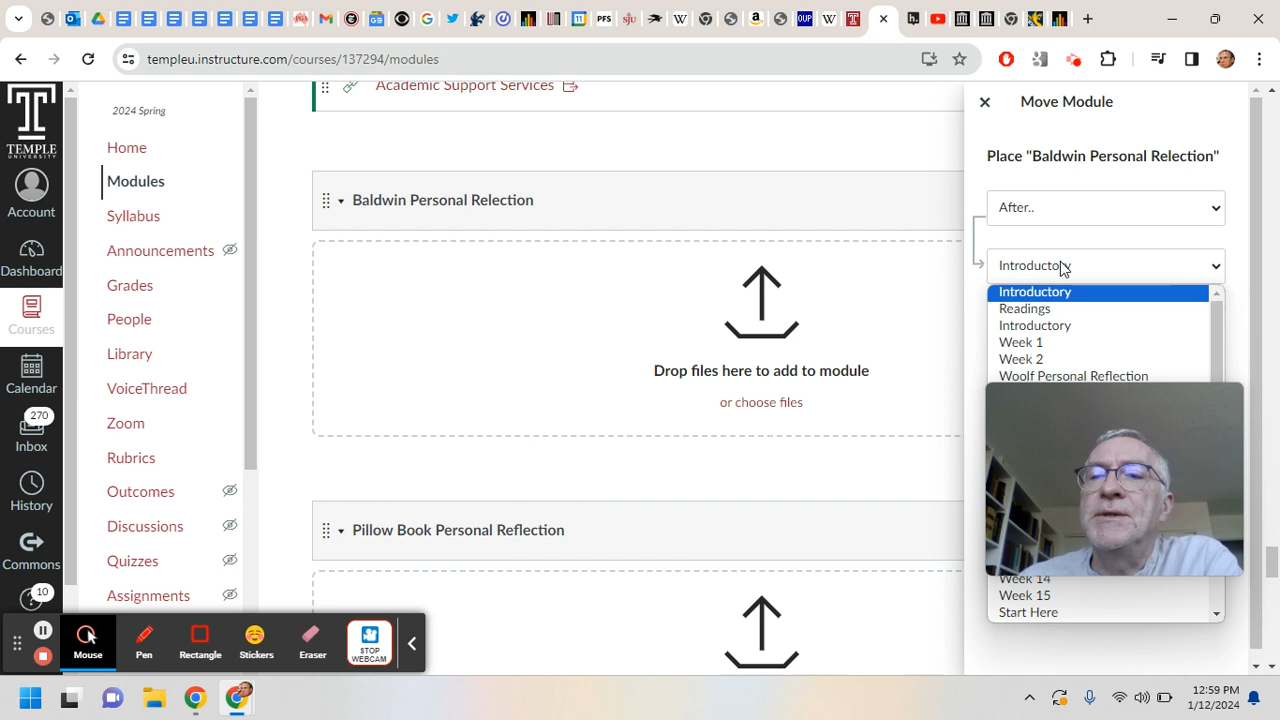 OUP
templeu.instructure.com/courses/137294/modules
TEMPLE
UNIVERSITY
Account
Dashboard
Courses
Calendar
270
Inbox
History
Commons
10
2024 Spring
Home
Modules
Syllabus
Announcements
Grades
People
Library
VoiceThread
Zoom
Rubrics
Outcomes
Discussions
Quizzes
Assignments
Academic Support Services
Baldwin Personal Relection
Drop files here to add to module
or choose files
Pillow Book Personal Reflection
Move Module
Place "Baldwin Personal Relection"
After..
Introductory
Introductory
Readings
Introductory
Week 1
Week 2
Woolf Personal Reflection
Week 14
Week 15
Start Here
Mouse
Pen
Rectangle
Stickers
Eraser
STOP
WEBCAM
12:59 PM
1/12/2024